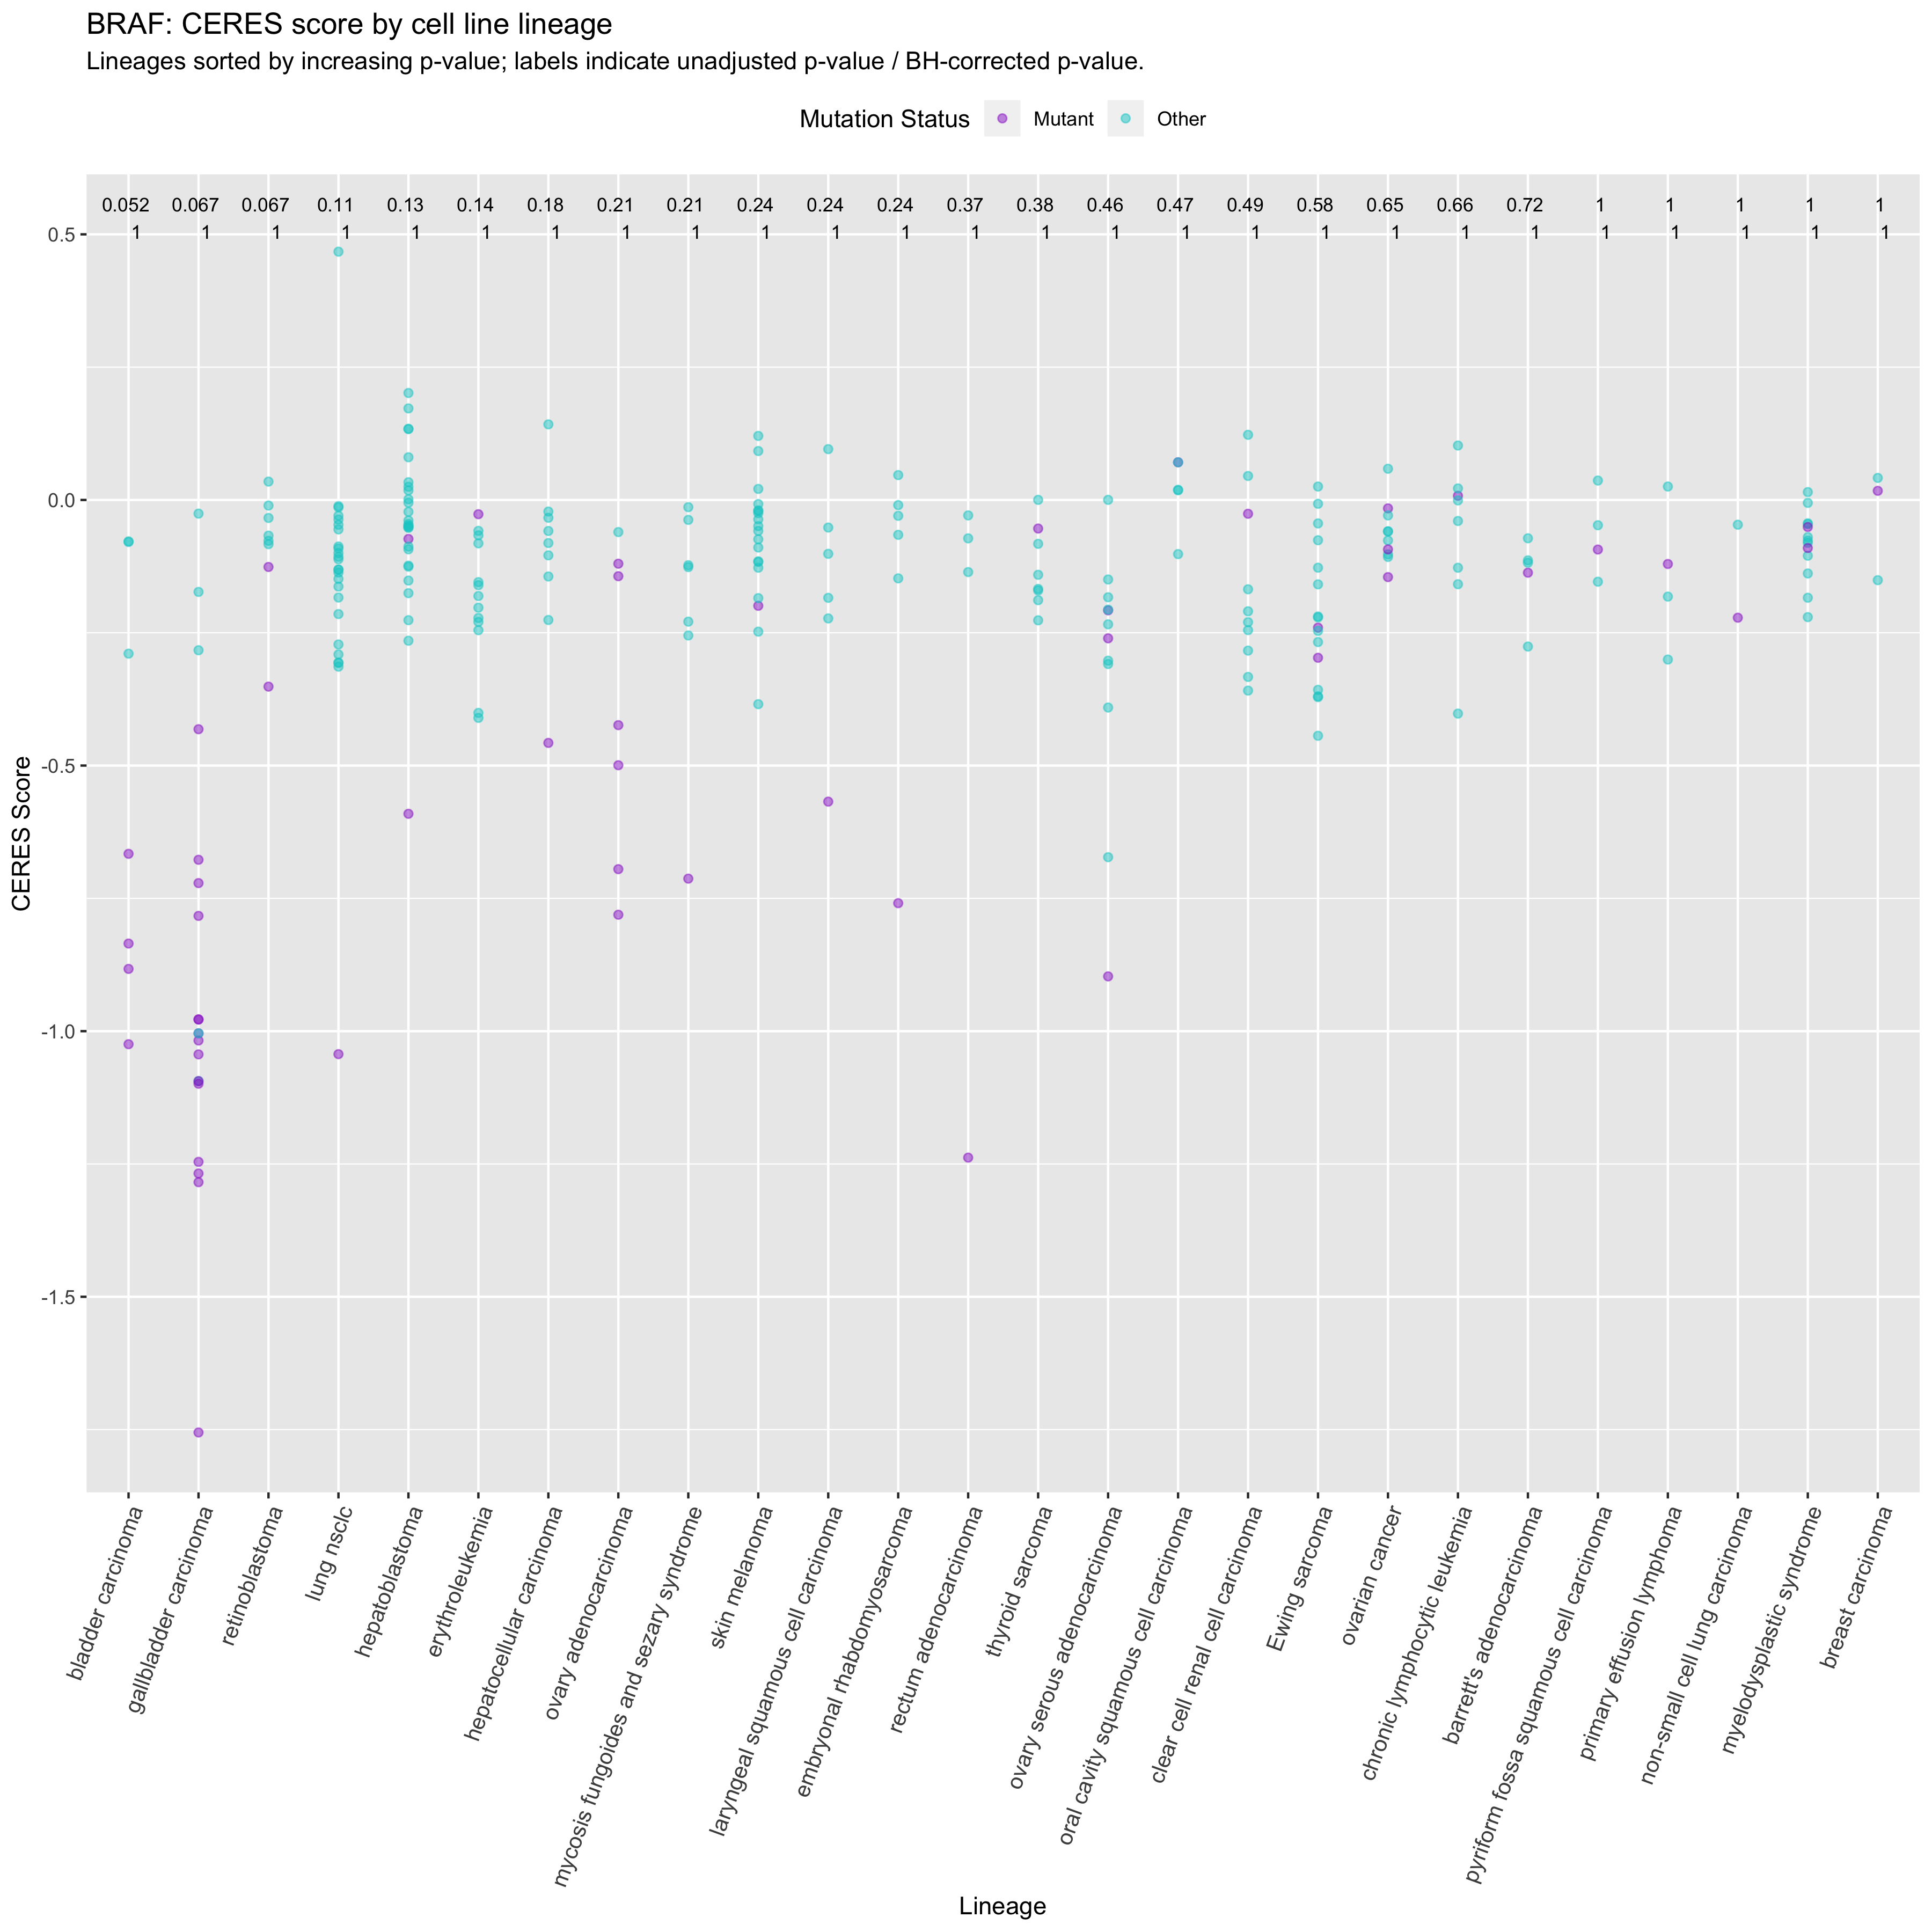 BRAF: CERES score by cell line lineage
Lineages sorted by increasing p-value; labels indicate unadjusted p-value / BH-corrected p-value.
Mutation Status Mutant Other
0.052 0.067 0.067 0.11 0.13 0.14 0.18 0.21 0.21 0.24 0.24 0.24 0.37 0.38 0.46 0.47 0.49 0.58 0.65 0.66 0.72 1 1 1 1 1
1 1 1 1 1 1 1 1 1 1 1 1 1 1 1 1 1 1 1 1 1 1 1 1 1 1
0.5
0.0
-0.5
-1.0
-1.5
CERES Score
bladder carcinoma
gallbladder carcinoma
retinoblastoma
lung nsclc
hepatoblastoma
erythroleukemia
hepatocellular carcinoma
ovary adenocarcinoma
mycosis fungoides and sezary syndrome
skin melanoma
laryngeal squamous cell carcinoma
embryonal rhabdomyosarcoma
rectum adenocarcinoma
thyroid sarcoma
ovary serous adenocarcinoma
oral cavity squamous cell carcinoma
clear cell renal cell carcinoma
Ewing sarcoma
ovarian cancer
chronic lymphocytic leukemia
barrett's adenocarcinoma
pyriform fossa squamous cell carcinoma
primary effusion lymphoma
non-small cell lung carcinoma
myelodysplastic syndrome
breast carcinoma
Lineage